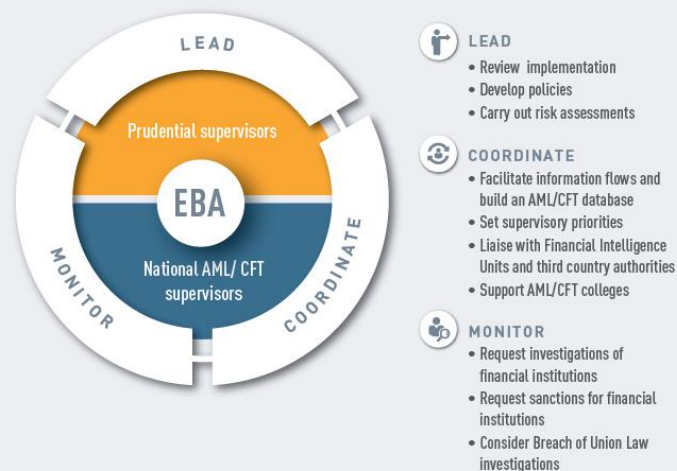 LEAD
Prudential supervisors
EBA
National AML/ CFT
supervisors
MONITOR
COORDINATE
LEAD
• Review implementation
• Develop policies
• Carry out risk assessments
COORDINATE
• Facilitate information flows and
build an AML/CFT database
• Set supervisory priorities
• Liaise with Financial Intelligence
Units and third country authorities
• Support AML/CFT colleges
MONITOR
• Request investigations of
financial institutions
• Request sanctions for financial
institutions
• Consider Breach of Union Law
investigations